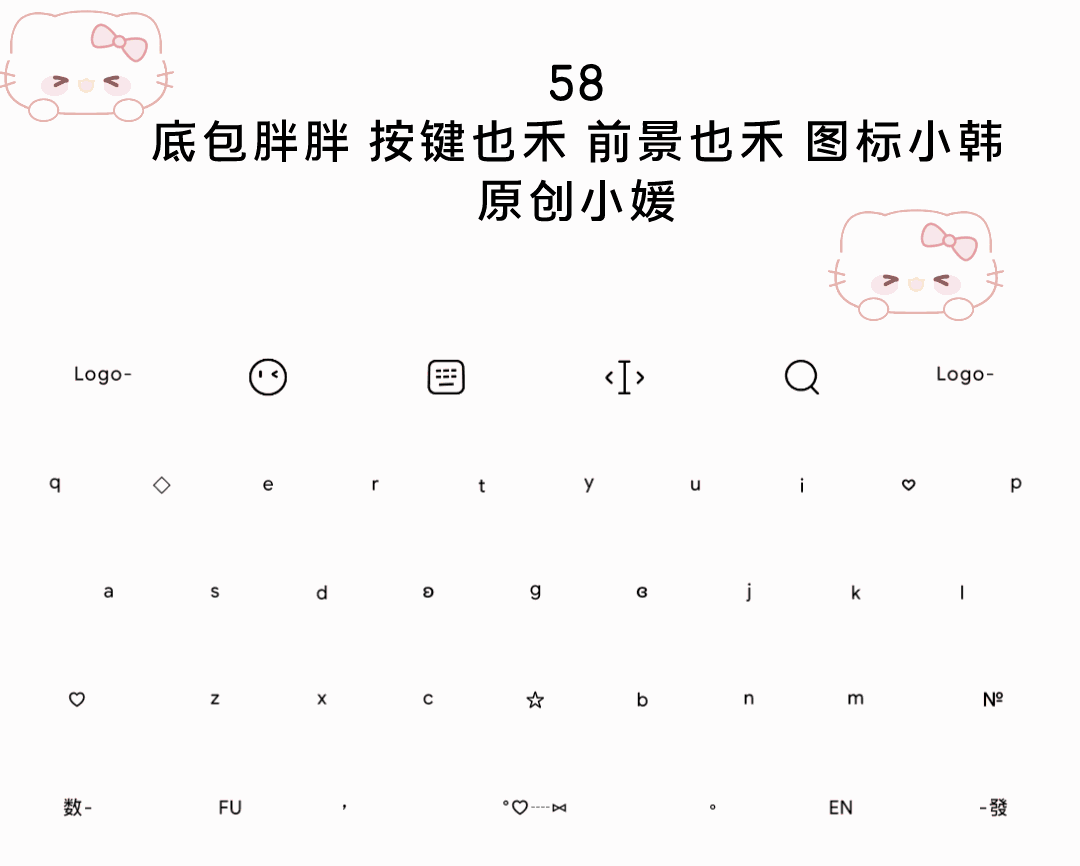 58
底包胖胖 按键也禾 前景也禾 图标小韩
原创小媛
Logo- Logo-
q ◇ e r t y u i ♡ p
a s d ʚ g ɞ j k l
♡ z x c ☆ b n m №
数- FU , °♡┈⋈ 。 EN -發